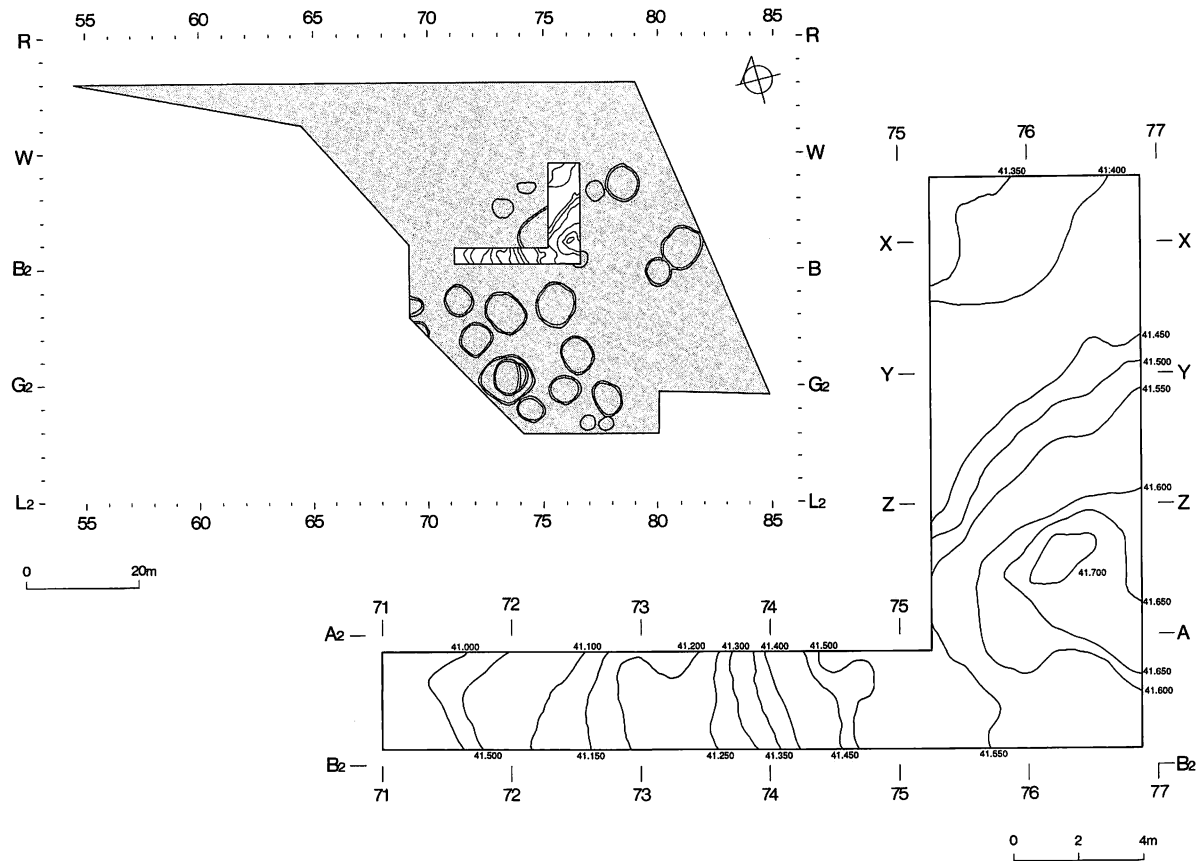 55 60 65 70 75 80 85
R R
W W
B2 B
G2 G2
L2 L2
55 60 65 70 75 80 85
0 20m
75 76 77
41.350 41.400
X X
41.450
41.500
Y Y
41.550
41.600
Z Z
41.700
41.650
71 72 73 74 75
A2 A
41.000 41.100 41.200 41.300 41.400 41.500
41.650
41.600
41.500 41.150 41.250 41.350 41.450 41.550
B2 B2
71 72 73 74 75 76 77
0 2 4m